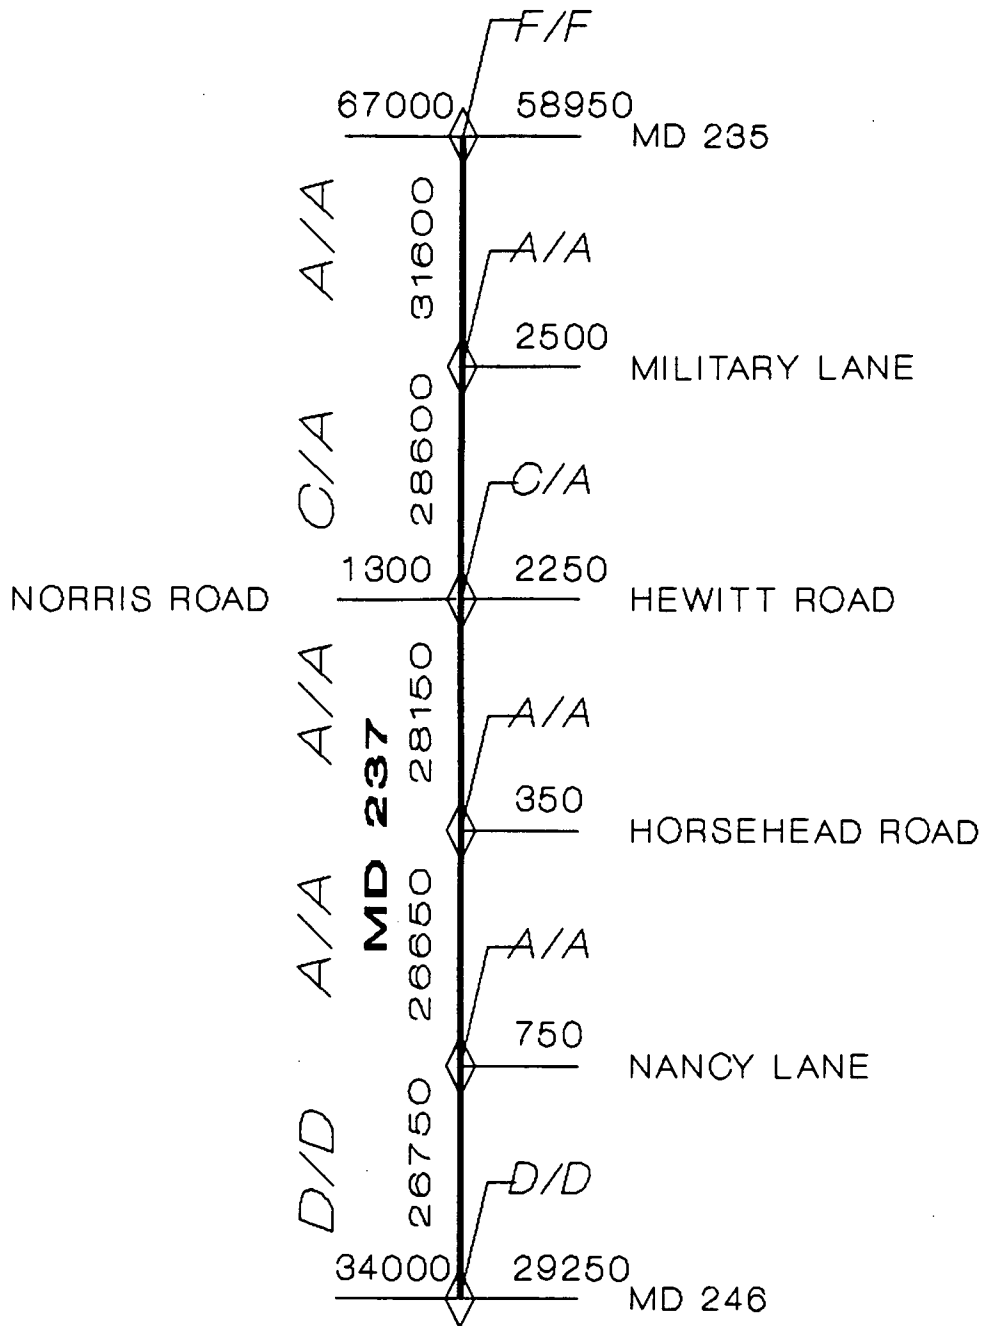 F/F
67000 58950
MD 235
A/A
31600
A/A
2500
MILITARY LANE
C/A
28600
C/A
1300 2250
NORRIS ROAD
HEWITT ROAD
A/A
28150
MD 237
A/A
350
HORSEHEAD ROAD
A/A
28650
A/A
750
NANCY LANE
D/D
26750
D/D
34000 29250
MD 246